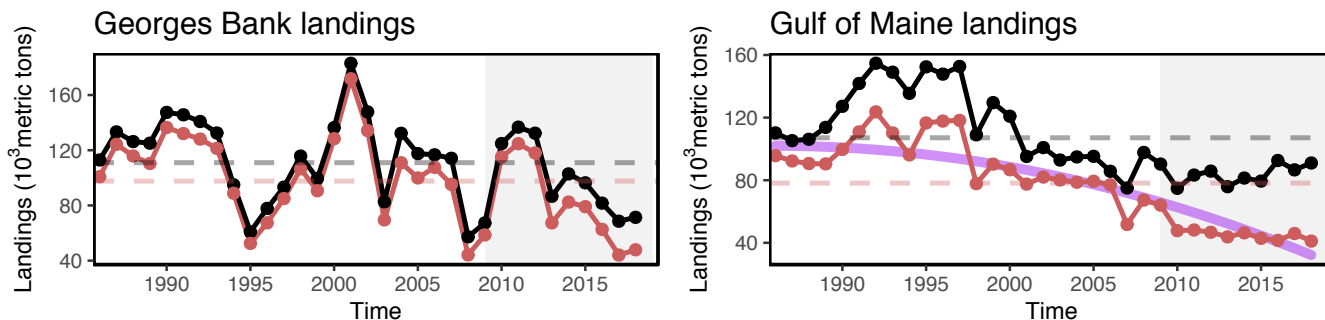 Georges Bank landings
Landings (10³metric tons)
160
120
80
40
1990 1995 2000 2005 2010 2015
Time
Gulf of Maine landings
Landings (10³metric tons)
160
120
80
40
1990 1995 2000 2005 2010 2015
Time